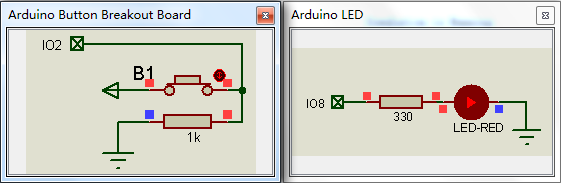 Arduino Button Breakout Board
IO2
B1
1k
Arduino LED
IO8
330
LED-RED